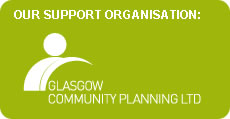 OUR SUPPORT ORGANISATION:
GLASGOW
COMMUNITY PLANNING LTD